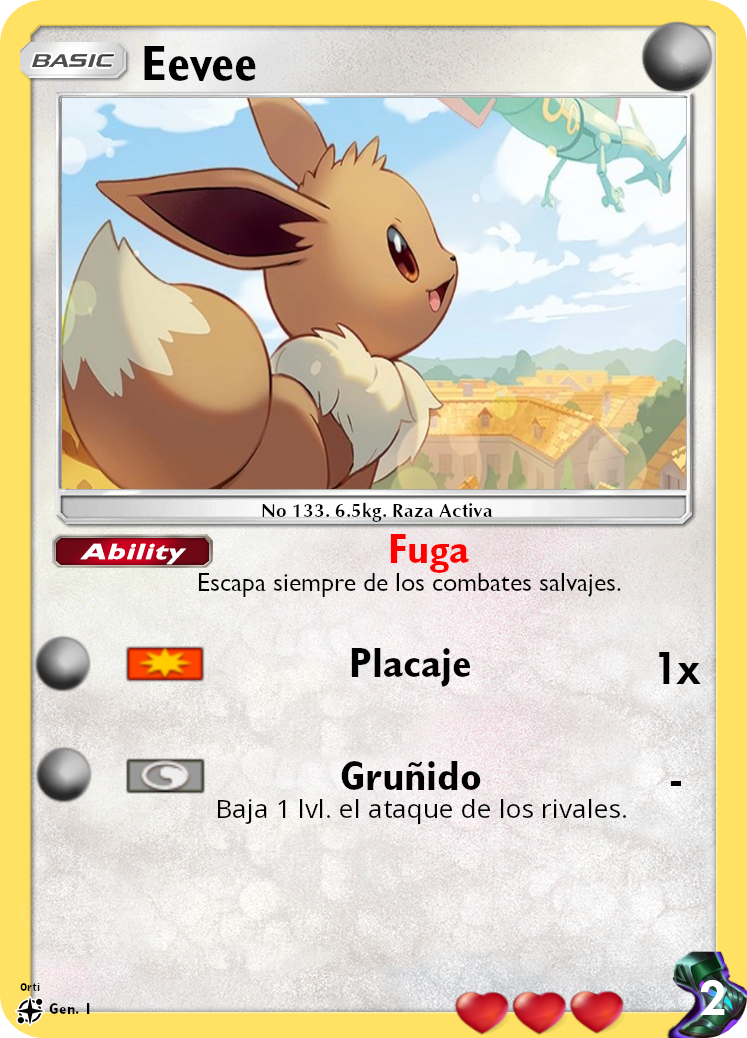 BASIC
Eevee
No 133. 6.5kg. Raza Activa
Ability
Fuga
Escapa siempre de los combates salvajes.
Placaje
1x
Gruñido
-
Baja 1 lvl. el ataque de los rivales.
Orti
Gen. 1
2